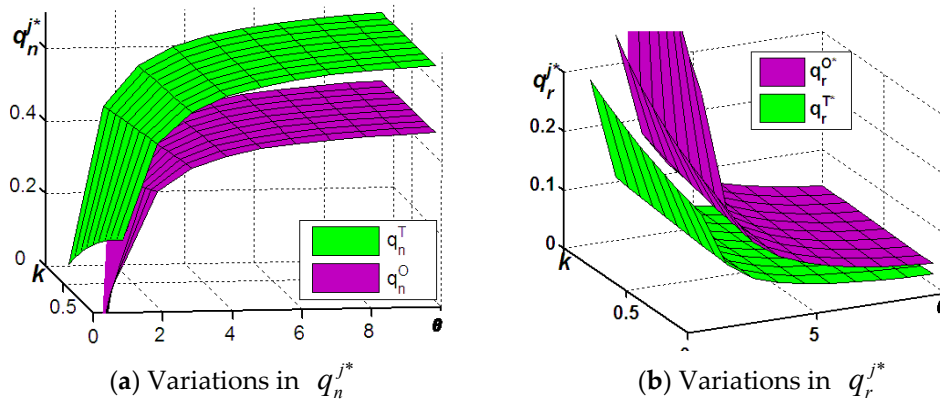 q_n^{j*}
0.4
0.2
0
k
0.5
0
2
4
6
8
θ
q_n^T
q_n^O
(a) Variations in q_n^{j*}
q_r^{j*}
0.2
0.1
0
k
0.5
5
q_r^{O*}
q_r^{T*}
(b) Variations in q_r^{j*}